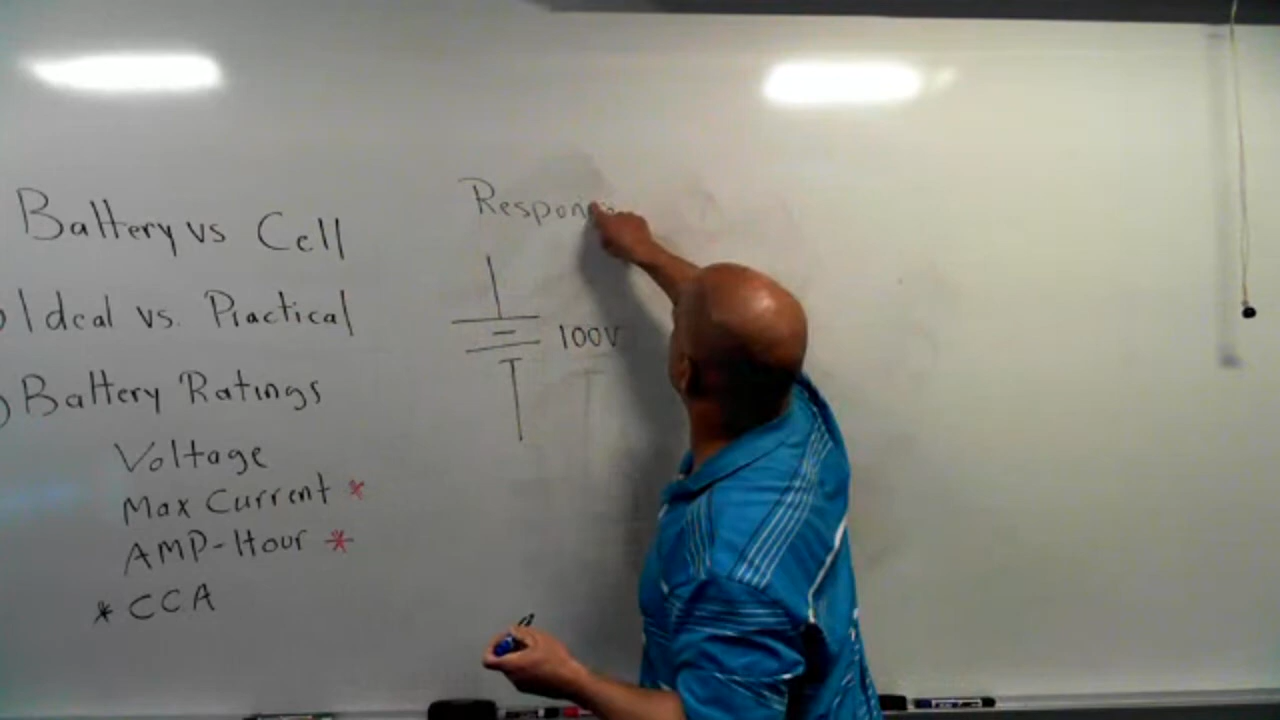 Battery vs Cell
) Ideal vs. Practical
) Battery Ratings
Voltage
Max Current *
AMP-Hour *
* CCA
100V